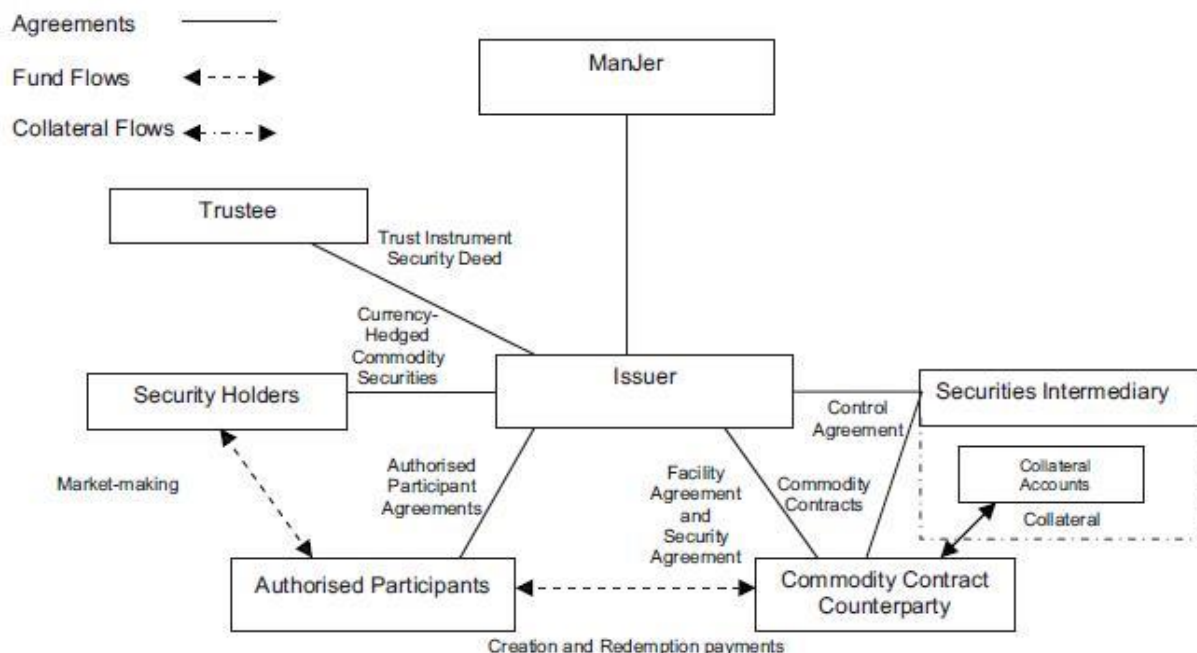 Agreements
Fund Flows
Collateral Flows
ManJer
Trustee
Trust Instrument
Security Deed
Currency-
Hedged
Commodity
Securities
Security Holders
Issuer
Securities Intermediary
Control
Agreement
Collateral
Accounts
Collateral
Market-making
Authorised
Participant
Agreements
Facility
Agreement
and
Security
Agreement
Commodity
Contracts
Authorised Participants
Commodity Contract
Counterparty
Creation and Redemption payments